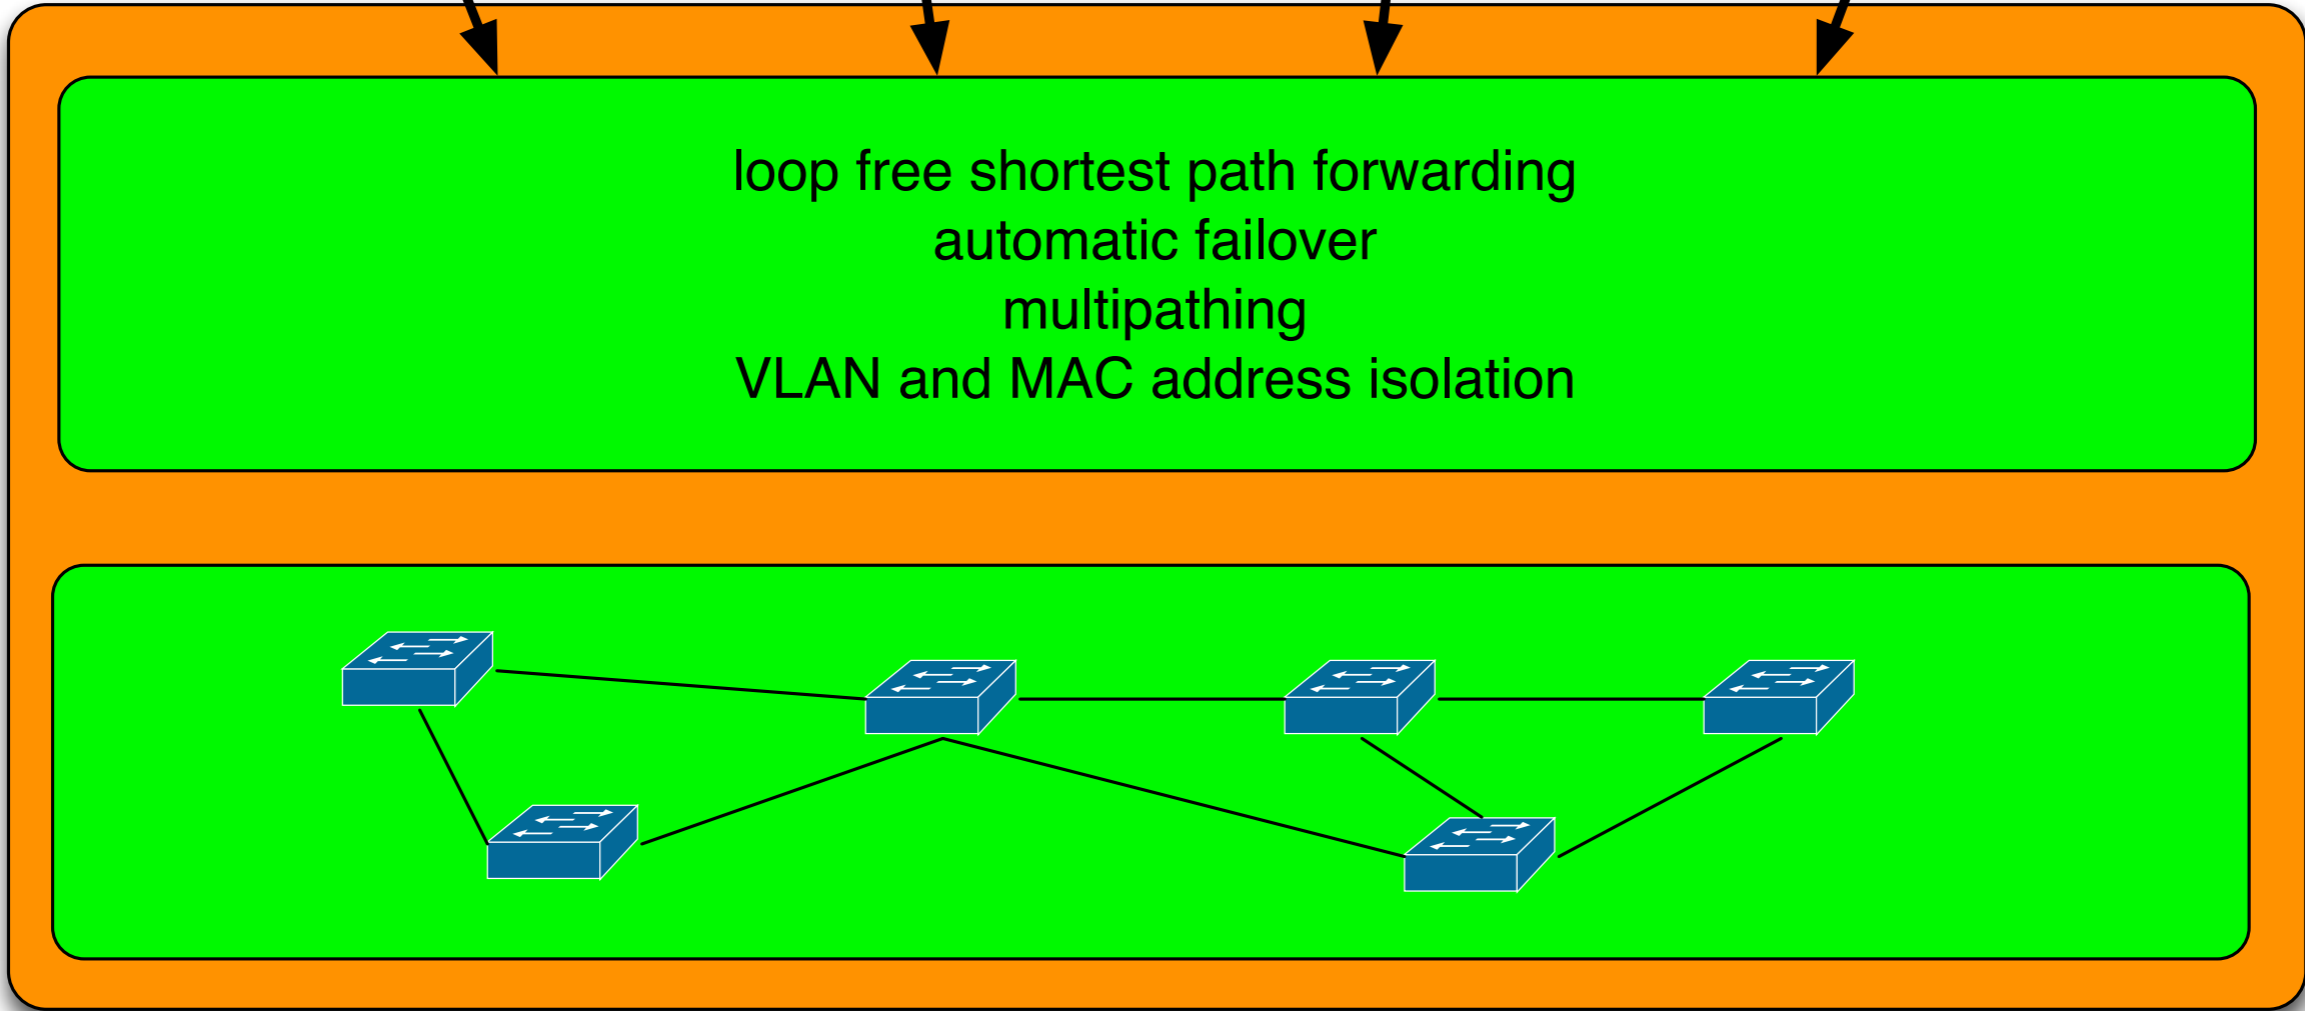 loop free shortest path forwarding
automatic failover
multipathing
VLAN and MAC address isolation